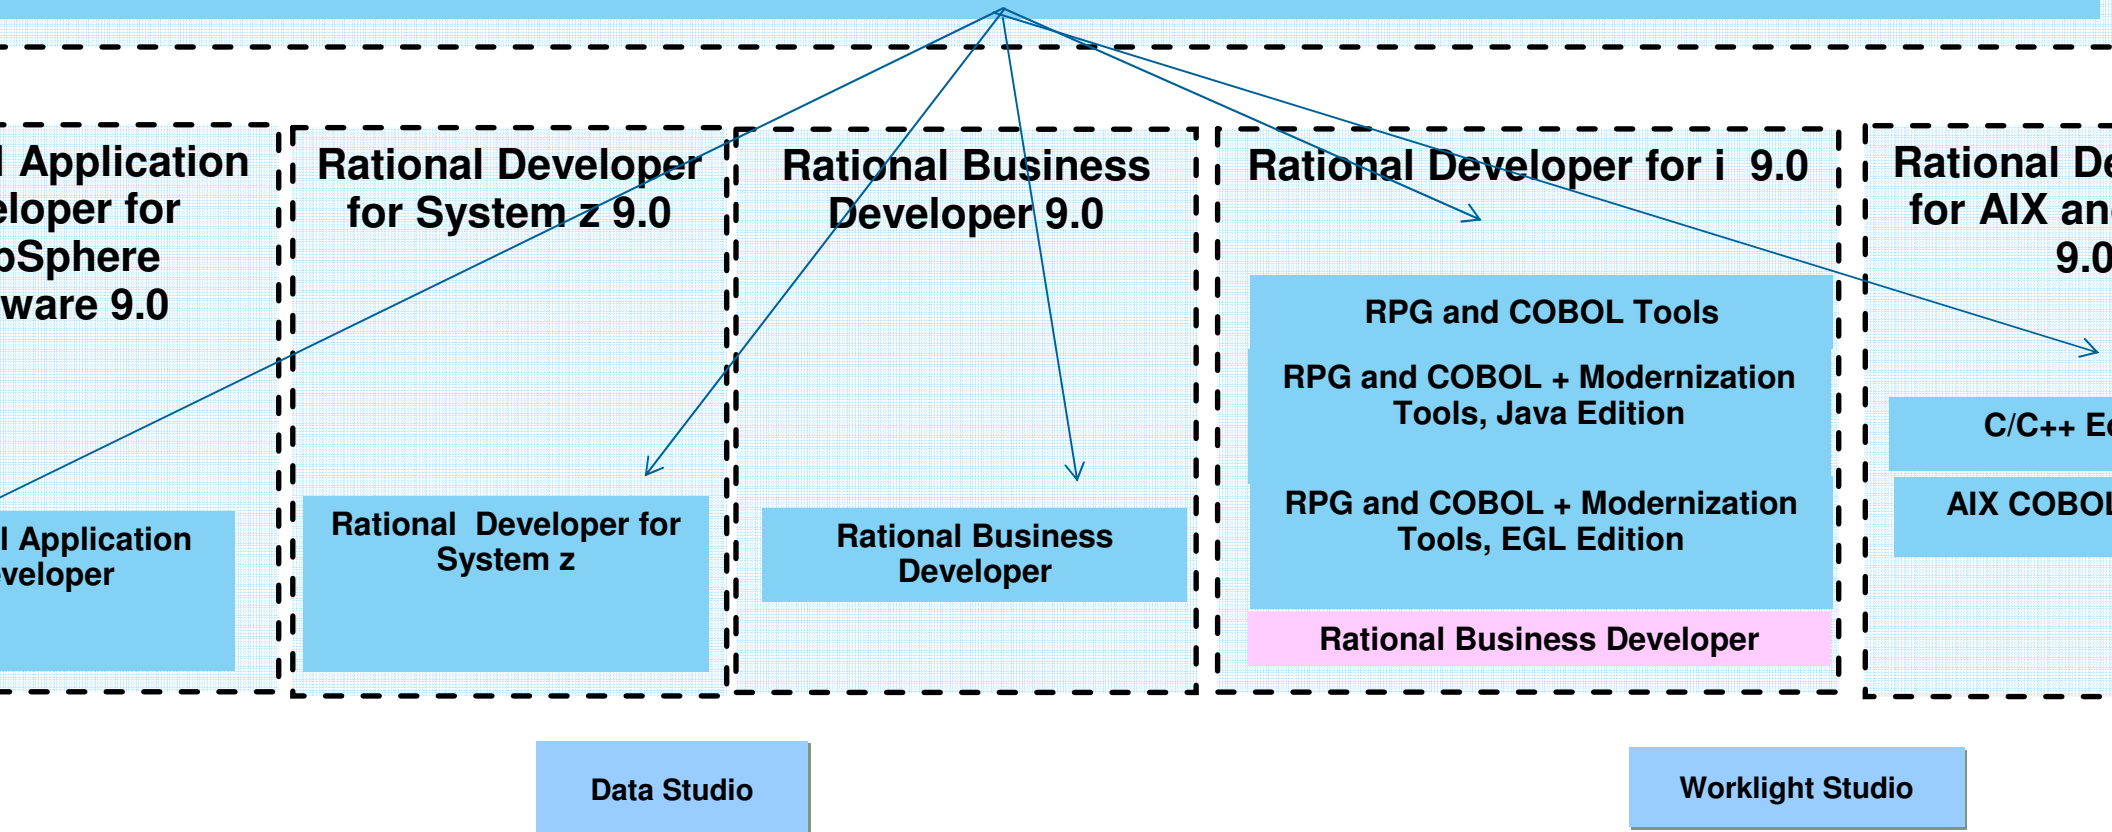 l Application
eloper for
bSphere
ware 9.0
l Application
veloper
Rational Developer
for System z 9.0
Rational  Developer for
System z
Rational Business
Developer 9.0
Rational Business
Developer
Rational Developer for i  9.0
RPG and COBOL Tools
RPG and COBOL + Modernization
Tools, Java Edition
RPG and COBOL + Modernization
Tools, EGL Edition
Rational Business Developer
Rational De
for AIX an
9.0
C/C++ E
AIX COBOL
Data Studio
Worklight Studio